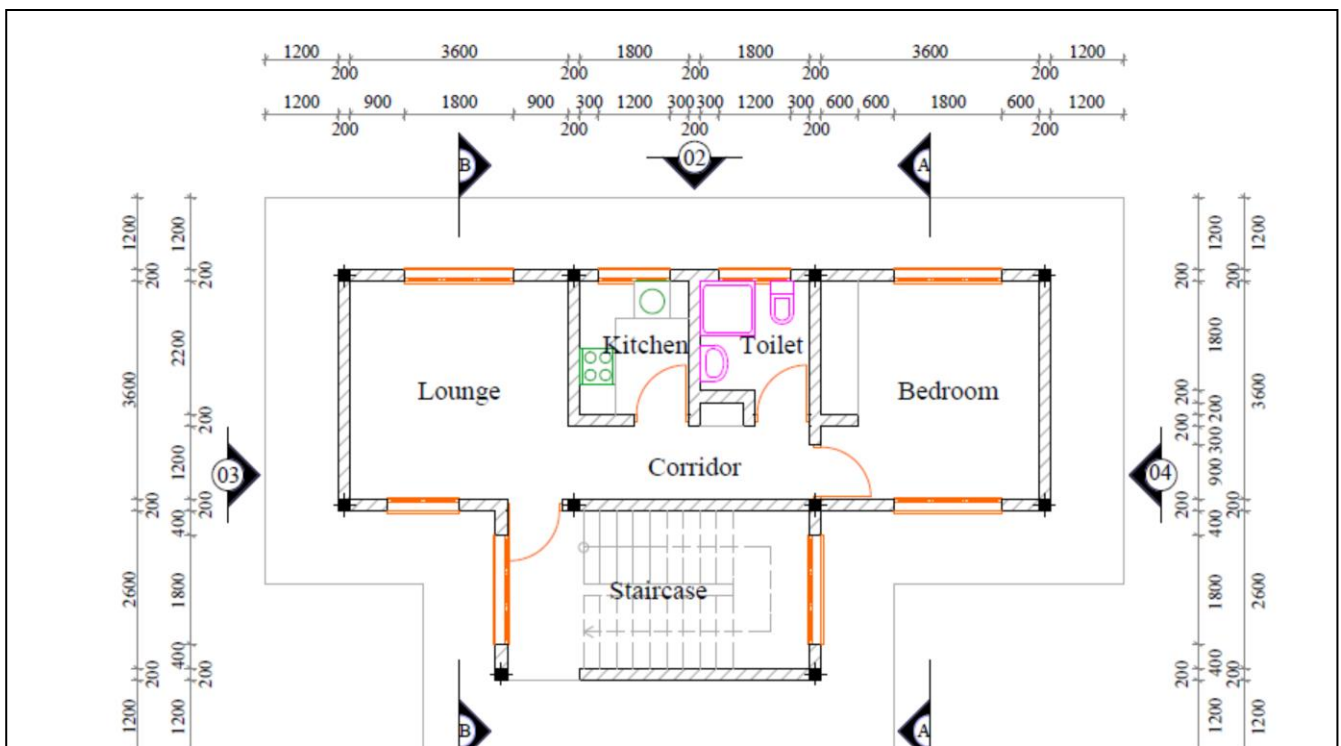 1200 3600 1800 1800 3600 1200
200 200 200 200 200
1200 900 1800 900 300 1200 300 300 1200 300 600 600 1800 600 1200
200 200 200 200 200
B 02 A
1200 1200 1200 1200
200 200 200 200
3600 2200 1800 3600
Kitchen Toilet
Lounge Bedroom
200 200 200
200 200 300
Corridor
03 1200 900 04
200 200 200 200
400 400
2600 1800 1800 2600
Staircase
400 400
200 200 200 200
1200 1200 1200 1200
B A